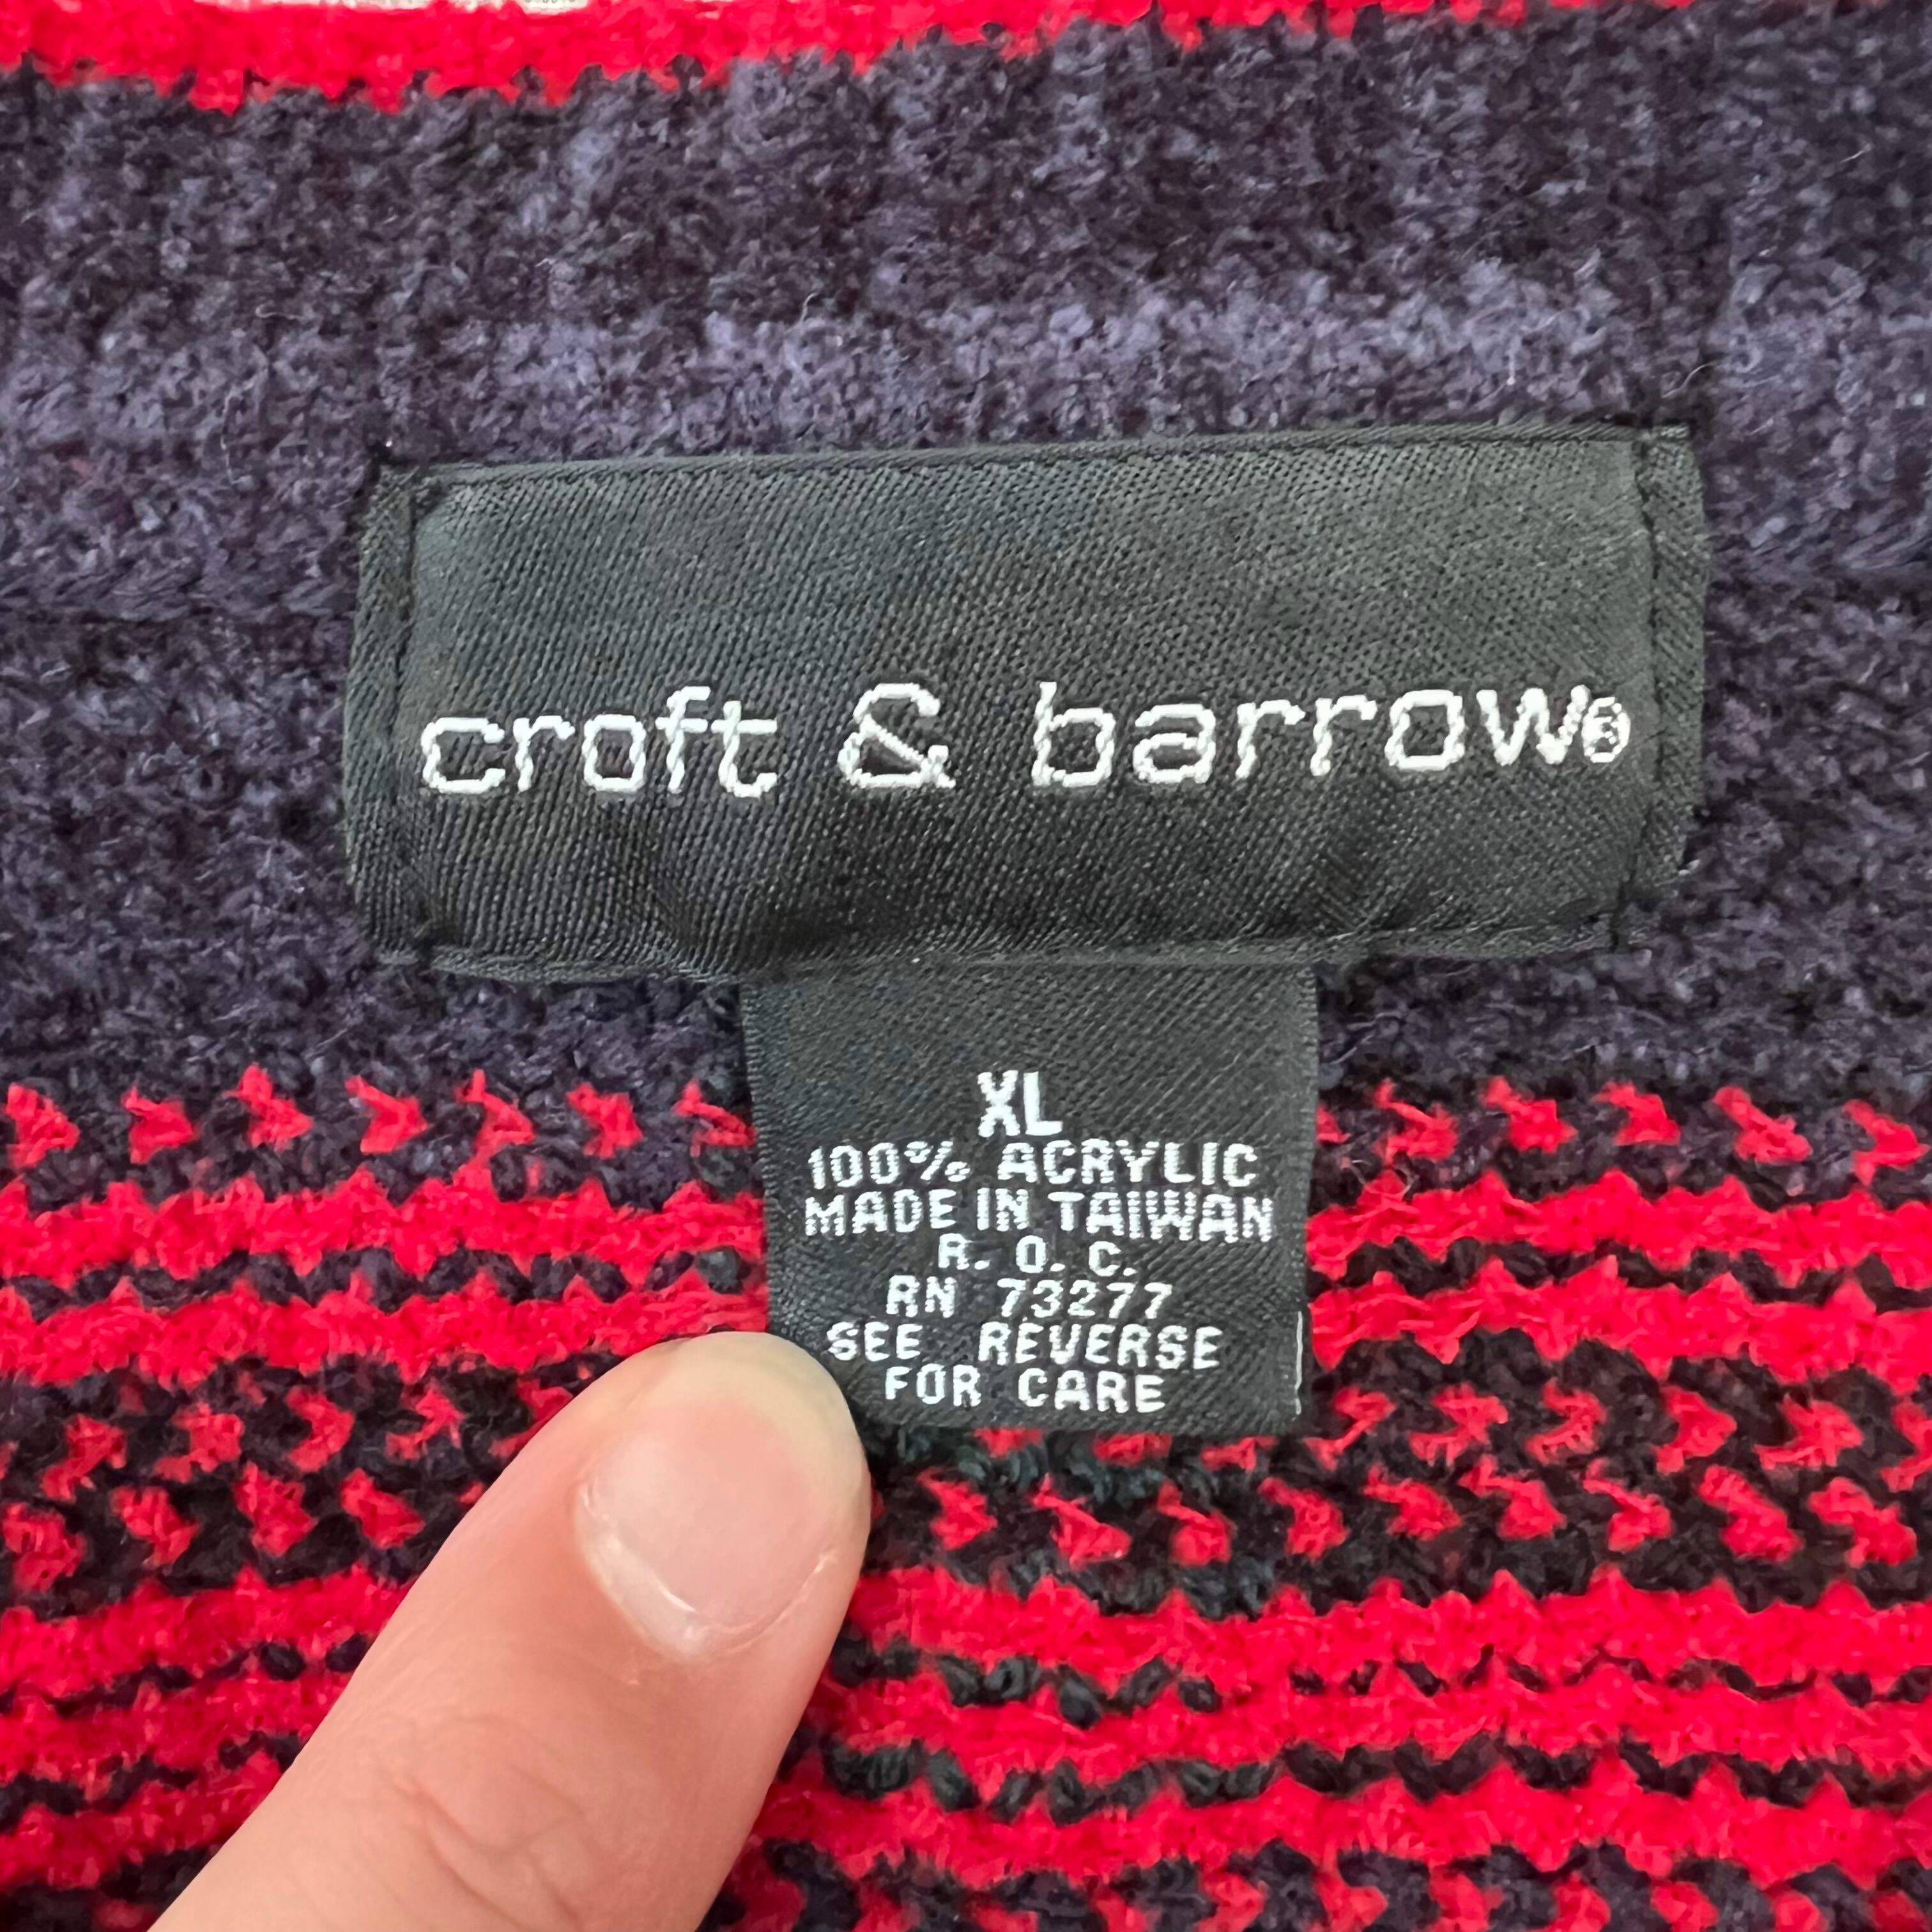 croft & barrow®
XL
100% ACRYLIC
MADE IN TAIWAN
R. O. C.
RN 73277
SEE REVERSE
FOR CARE